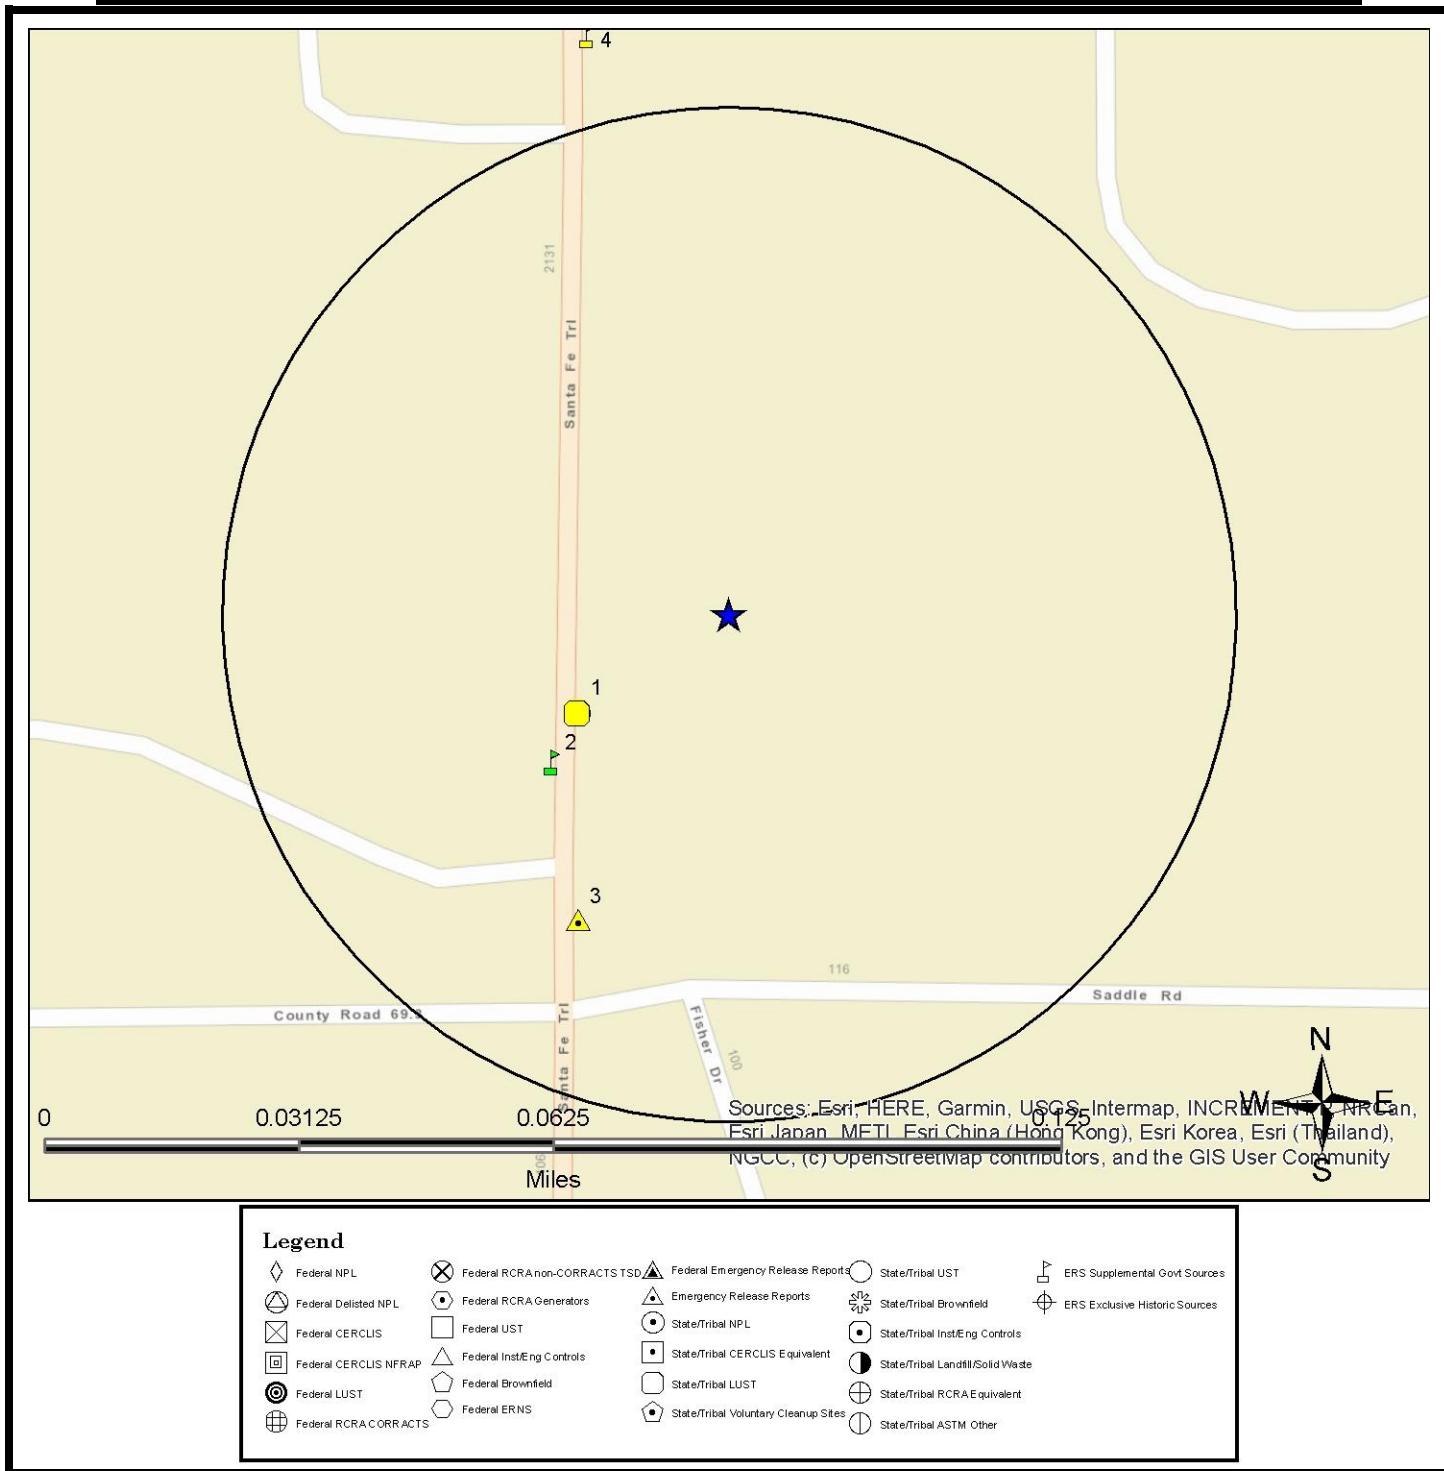 4
2131
Santa Fe Trl
1
2
3
116
Saddle Rd
County Road 69.3
Santa Fe Trl
Fisher Dr
100
N
W
E
S
0
0.03125
0.0625
0.125
Miles
Sources: Esri, HERE, Garmin, USGS, Intermap, INCREMENT P, NRCan,
Esri Japan, METI, Esri China (Hong Kong), Esri Korea, Esri (Thailand),
NGCC, (c) OpenStreetMap contributors, and the GIS User Community
Legend
Federal NPL
Federal Delisted NPL
Federal CERCLIS
Federal CERCLIS NFRAP
Federal LUST
Federal RCRA CORRACTS
Federal RCRA non-CORRACTS TSD
Federal RCRA Generators
Federal UST
Federal Inst/Eng Controls
Federal Brownfield
Federal ERNS
Federal Emergency Release Reports
Emergency Release Reports
State/Tribal NPL
State/Tribal CERCLIS Equivalent
State/Tribal LUST
State/Tribal Voluntary Cleanup Sites
State/Tribal UST
State/Tribal Brownfield
State/Tribal Inst/Eng Controls
State/Tribal Landfill/Solid Waste
State/Tribal RCRA Equivalent
State/Tribal ASTM Other
ERS Supplemental Govt Sources
ERS Exclusive Historic Sources